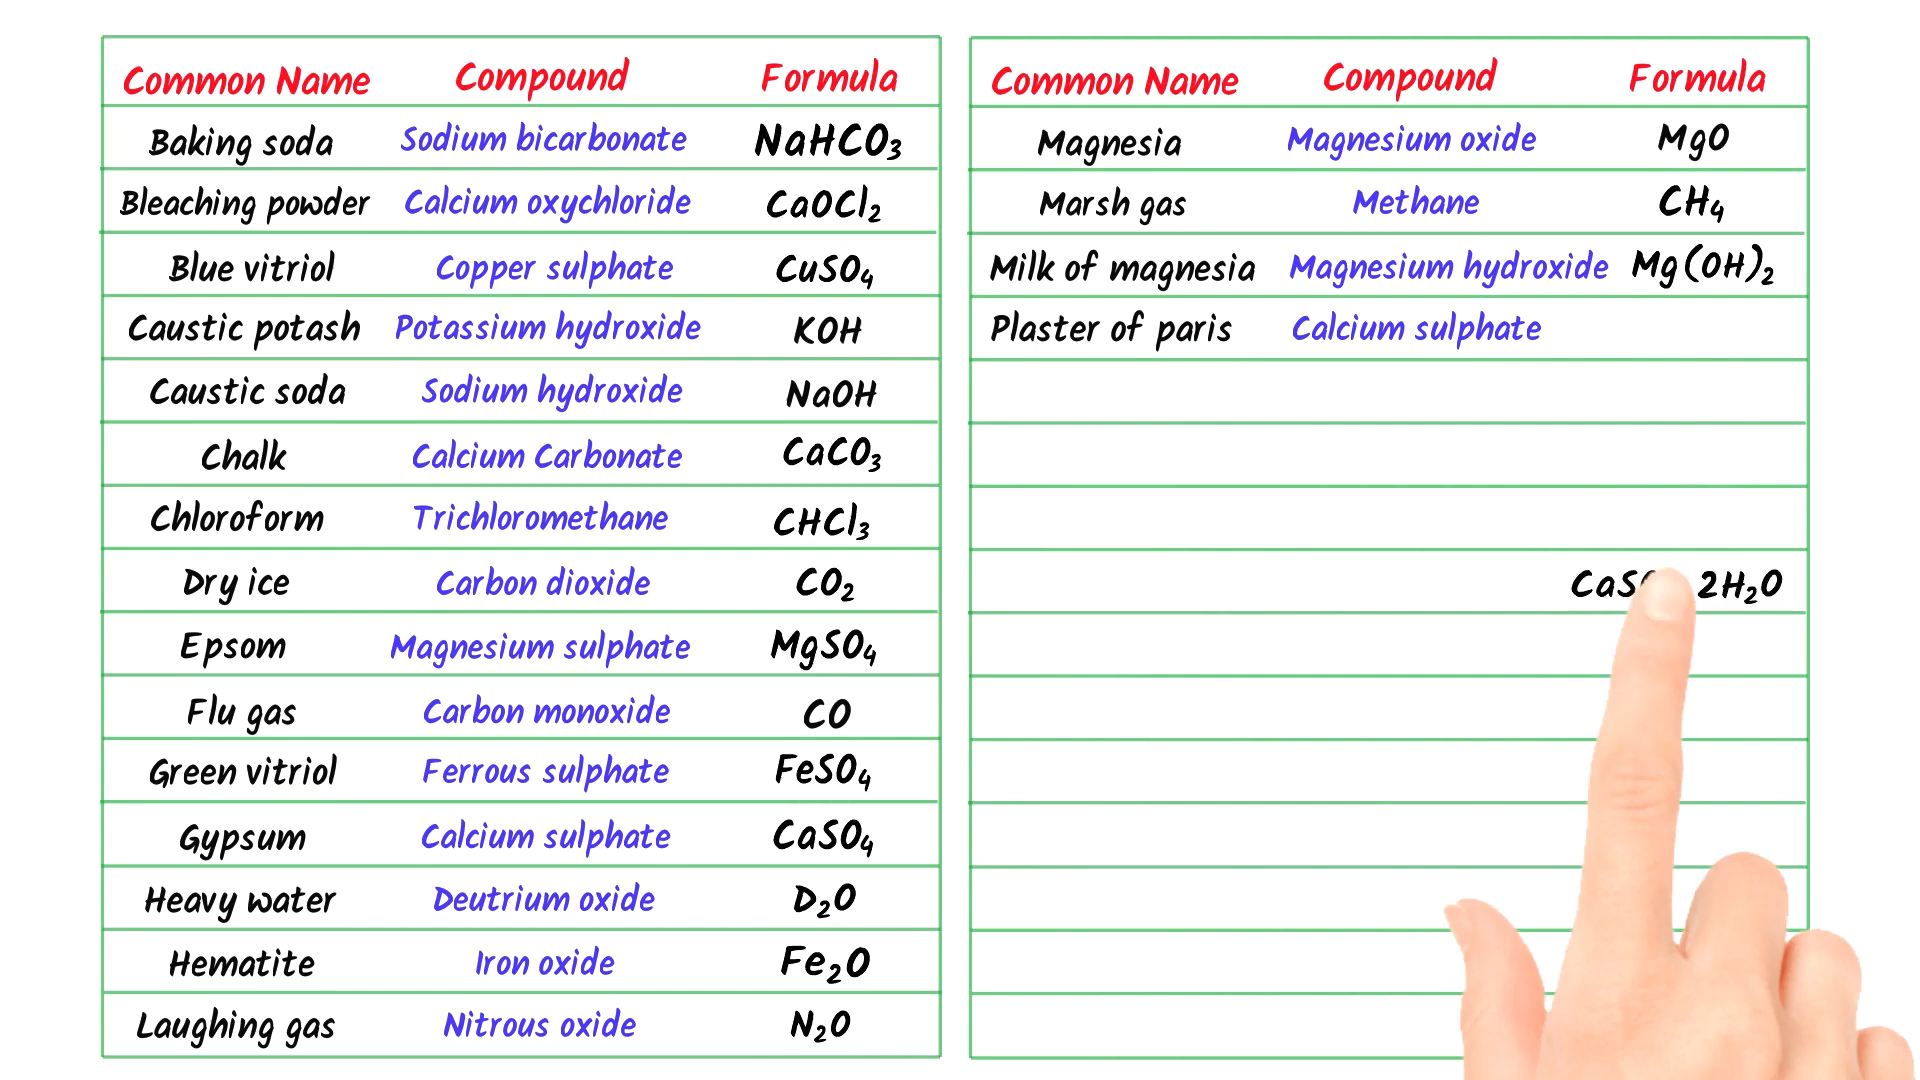 Common Name Compound Formula
Baking soda Sodium bicarbonate NaHCO₃
Bleaching powder Calcium oxychloride CaOCl₂
Blue vitriol Copper sulphate CuSO₄
Caustic potash Potassium hydroxide KOH
Caustic soda Sodium hydroxide NaOH
Chalk Calcium Carbonate CaCO₃
Chloroform Trichloromethane CHCl₃
Dry ice Carbon dioxide CO₂
Epsom Magnesium sulphate MgSO₄
Flu gas Carbon monoxide CO
Green vitriol Ferrous sulphate FeSO₄
Gypsum Calcium sulphate CaSO₄
Heavy water Deutrium oxide D₂O
Hematite Iron oxide Fe₂O
Laughing gas Nitrous oxide N₂O
Common Name Compound Formula
Magnesia Magnesium oxide MgO
Marsh gas Methane CH₄
Milk of magnesia Magnesium hydroxide Mg(OH)₂
Plaster of paris Calcium sulphate
2H₂O